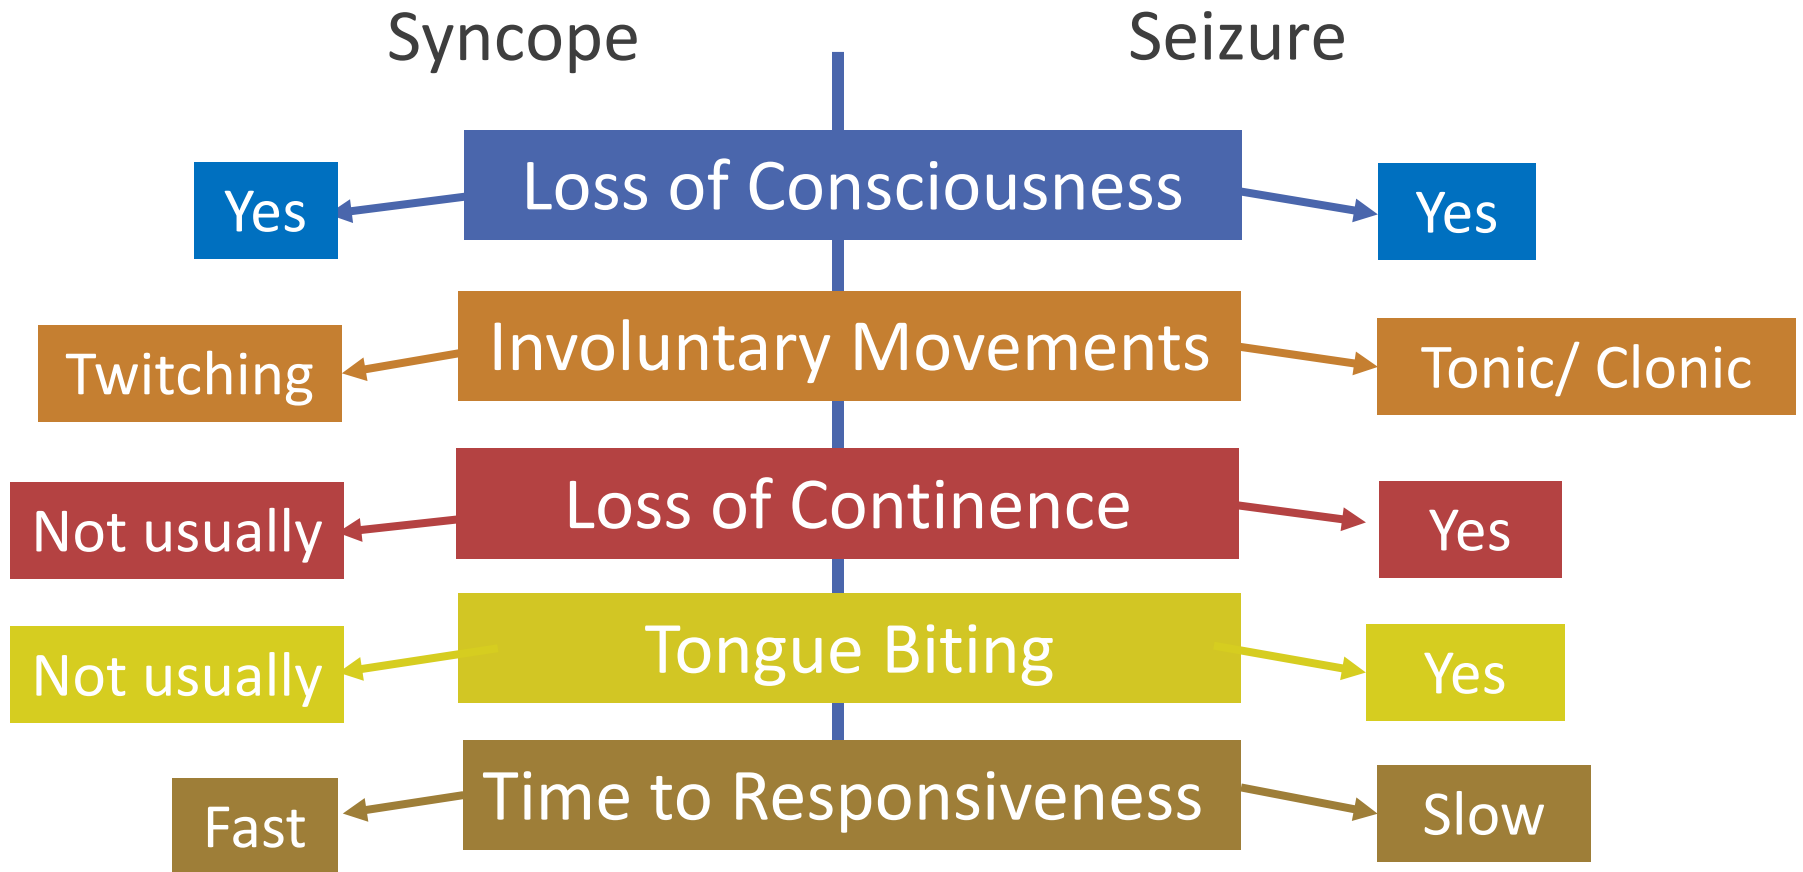 Syncope
Seizure
Loss of Consciousness
Yes
Yes
Involuntary Movements
Twitching
Tonic/ Clonic
Loss of Continence
Not usually
Yes
Tongue Biting
Not usually
Yes
Time to Responsiveness
Fast
Slow